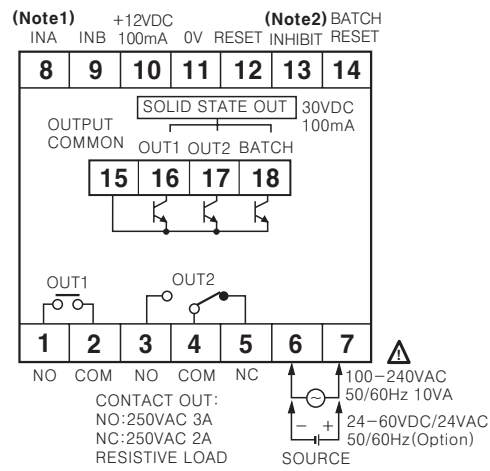 (Note1) +12VDC (Note2) BATCH
INA INB 100mA 0V RESET INHIBIT RESET
8 9 10 11 12 13 14
SOLID STATE OUT 30VDC
100mA
OUTPUT
COMMON OUT1 OUT2 BATCH
15 16 17 18
OUT1 OUT2
1 2 3 4 5 6 7
NO COM NO COM NC
CONTACT OUT:
NO:250VAC 3A
NC:250VAC 2A
RESISTIVE LOAD
100-240VAC
50/60Hz 10VA
- +
24-60VDC/24VAC
50/60Hz(Option)
SOURCE